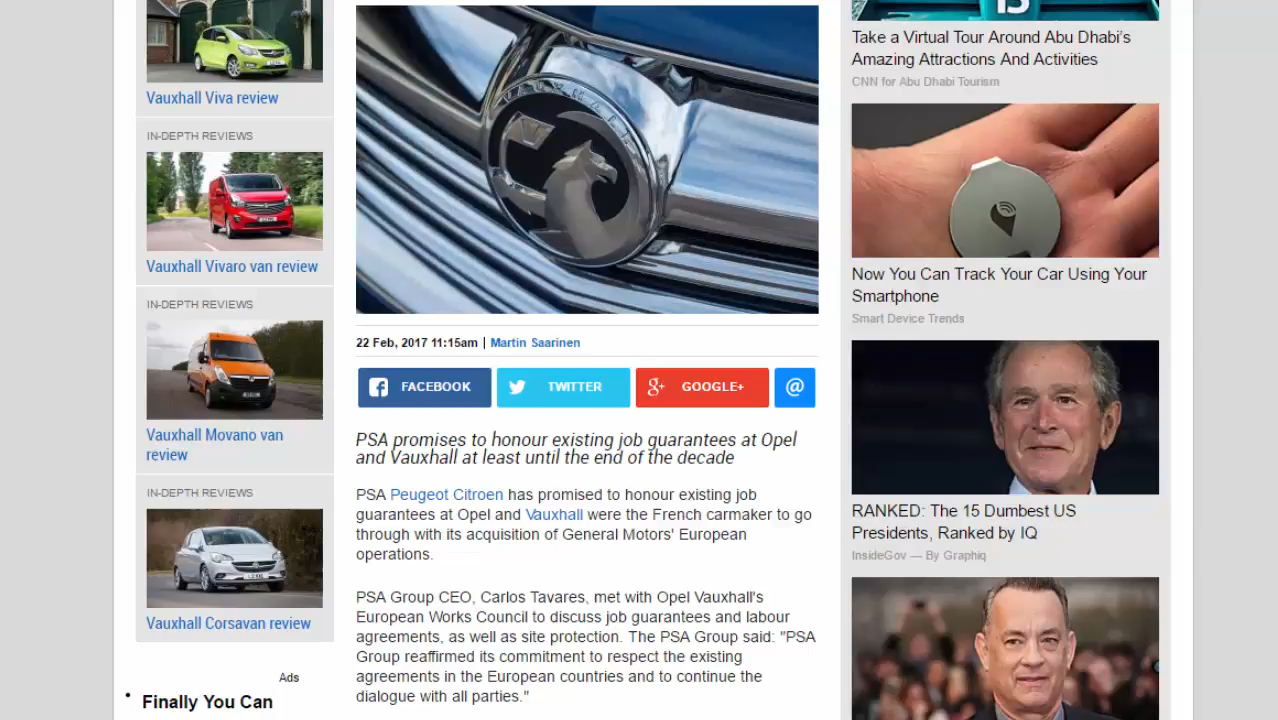 Vauxhall Viva review
IN-DEPTH REVIEWS
Vauxhall Vivaro van review
IN-DEPTH REVIEWS
Vauxhall Movano van
review
IN-DEPTH REVIEWS
Vauxhall Corsavan review
Ads
Finally You Can
VAUXHALL
22 Feb, 2017 11:15am | Martin Saarinen
FACEBOOK
TWITTER
GOOGLE+
@
PSA promises to honour existing job guarantees at Opel
and Vauxhall at least until the end of the decade
PSA Peugeot Citroen has promised to honour existing job
guarantees at Opel and Vauxhall were the French carmaker to go
through with its acquisition of General Motors' European
operations.
PSA Group CEO, Carlos Tavares, met with Opel Vauxhall's
European Works Council to discuss job guarantees and labour
agreements, as well as site protection. The PSA Group said: "PSA
Group reaffirmed its commitment to respect the existing
agreements in the European countries and to continue the
dialogue with all parties."
Take a Virtual Tour Around Abu Dhabi's
Amazing Attractions And Activities
CNN for Abu Dhabi Tourism
Now You Can Track Your Car Using Your
Smartphone
Smart Device Trends
RANKED: The 15 Dumbest US
Presidents, Ranked by IQ
InsideGov — By Graphiq